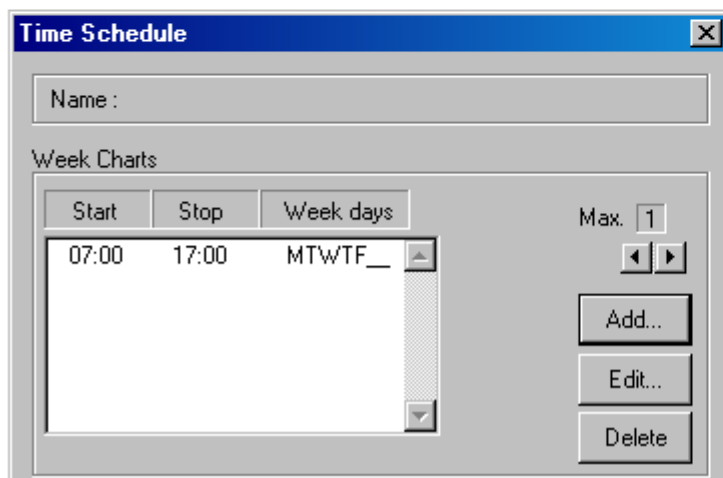 Time Schedule
Name :
Week Charts
Start Stop Week days
Max. 1
07:00 17:00 MTWTF__
Add...
Edit...
Delete